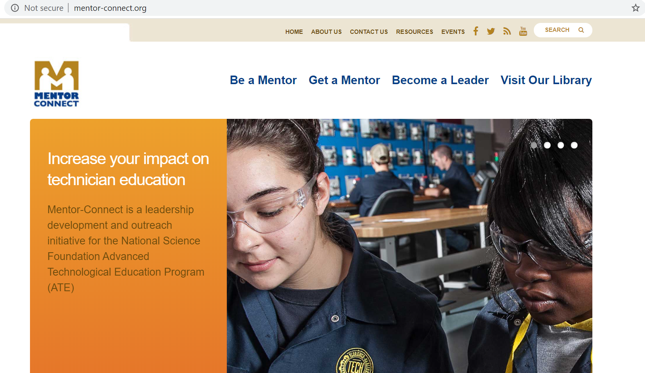 Not secure | mentor-connect.org
HOME ABOUT US CONTACT US RESOURCES EVENTS SEARCH
MENTOR
CONNECT
Be a Mentor Get a Mentor Become a Leader Visit Our Library
Increase your impact on
technician education
Mentor-Connect is a leadership
development and outreach
initiative for the National Science
Foundation Advanced
Technological Education Program
(ATE)